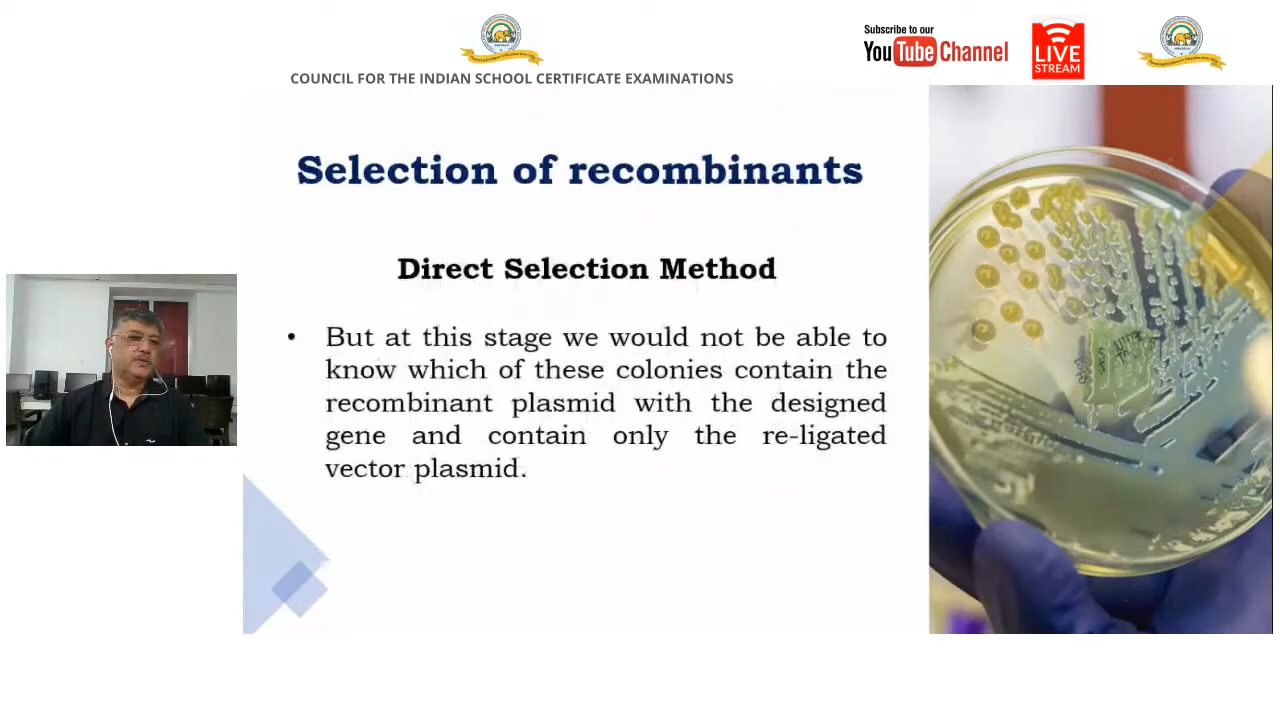 COUNCIL FOR THE INDIAN SCHOOL CERTIFICATE EXAMINATIONS
Subscribe to our
YouTube Channel
LIVE
STREAM
Selection of recombinants
Direct Selection Method
• But at this stage we would not be able to
know which of these colonies contain the
recombinant plasmid with the designed
gene and contain only the re-ligated
vector plasmid.